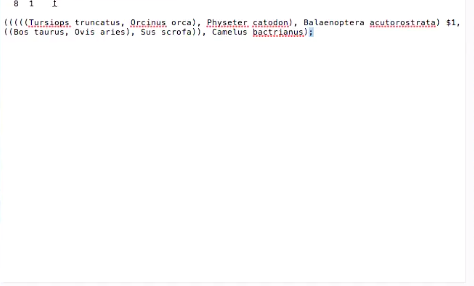 8 1
(((((Tursiops truncatus, Orcinus orca), Physeter catodon), Balaenoptera acutorostrata) $1,
((Bos taurus, Ovis aries), Sus scrofa)), Camelus bactrianus);